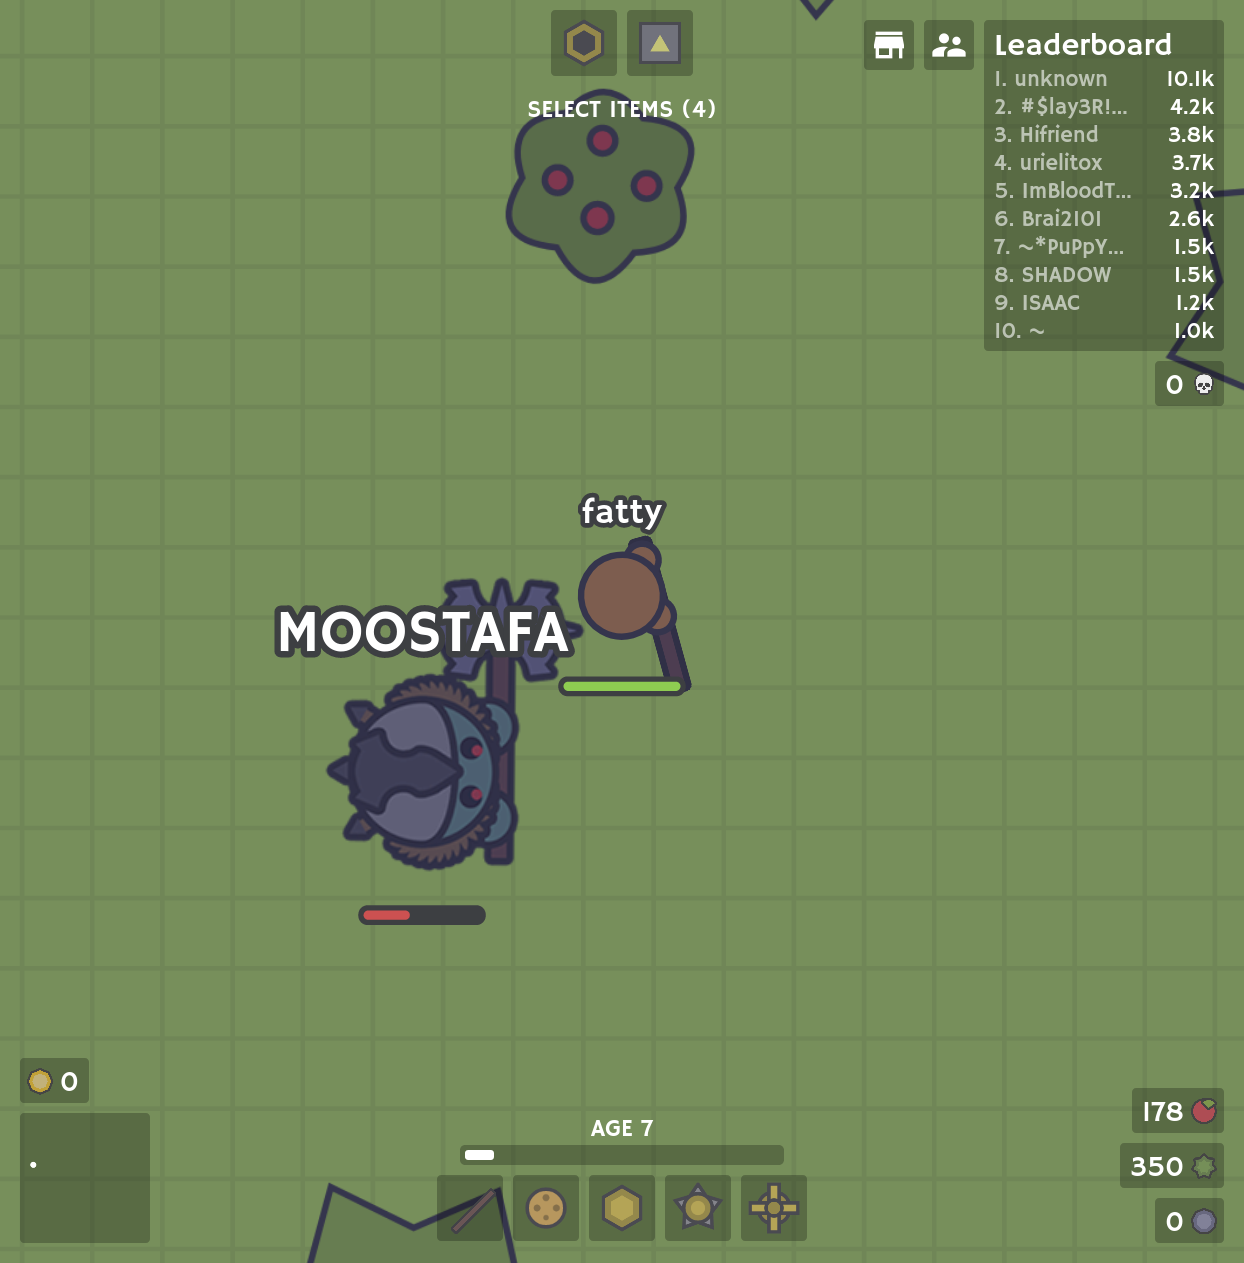 SELECT ITEMS (4)
Leaderboard
1. unknown 10.1k
2. #$lay3R!... 4.2k
3. Hifriend 3.8k
4. urielitox 3.7k
5. ImBloodT... 3.2k
6. Brai2101 2.6k
7. ~*PuPpY... 1.5k
8. SHADOW 1.5k
9. ISAAC 1.2k
10. ~ 1.0k
0
fatty
MOOSTAFA
0
178
AGE 7
350
0